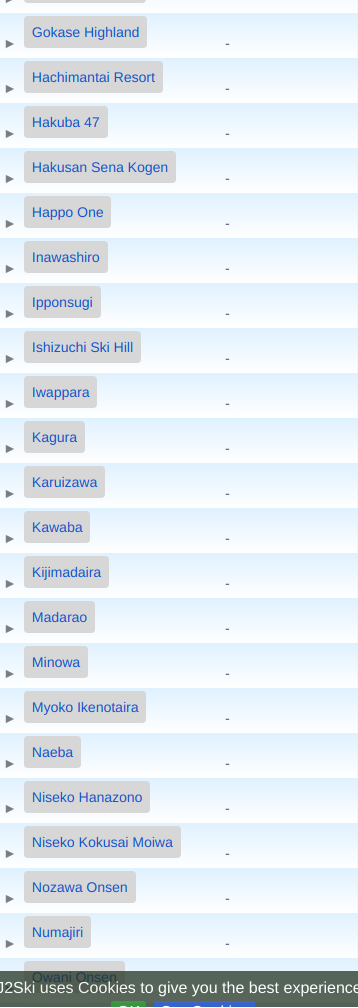 Gokase Highland
-
Hachimantai Resort
-
Hakuba 47
-
Hakusan Sena Kogen
-
Happo One
-
Inawashiro
-
Ipponsugi
-
Ishizuchi Ski Hill
-
Iwappara
-
Kagura
-
Karuizawa
-
Kawaba
-
Kijimadaira
-
Madarao
-
Minowa
-
Myoko Ikenotaira
-
Naeba
-
Niseko Hanazono
-
Niseko Kokusai Moiwa
-
Nozawa Onsen
-
Numajiri
-
Owani Onsen
J2Ski uses Cookies to give you the best experience